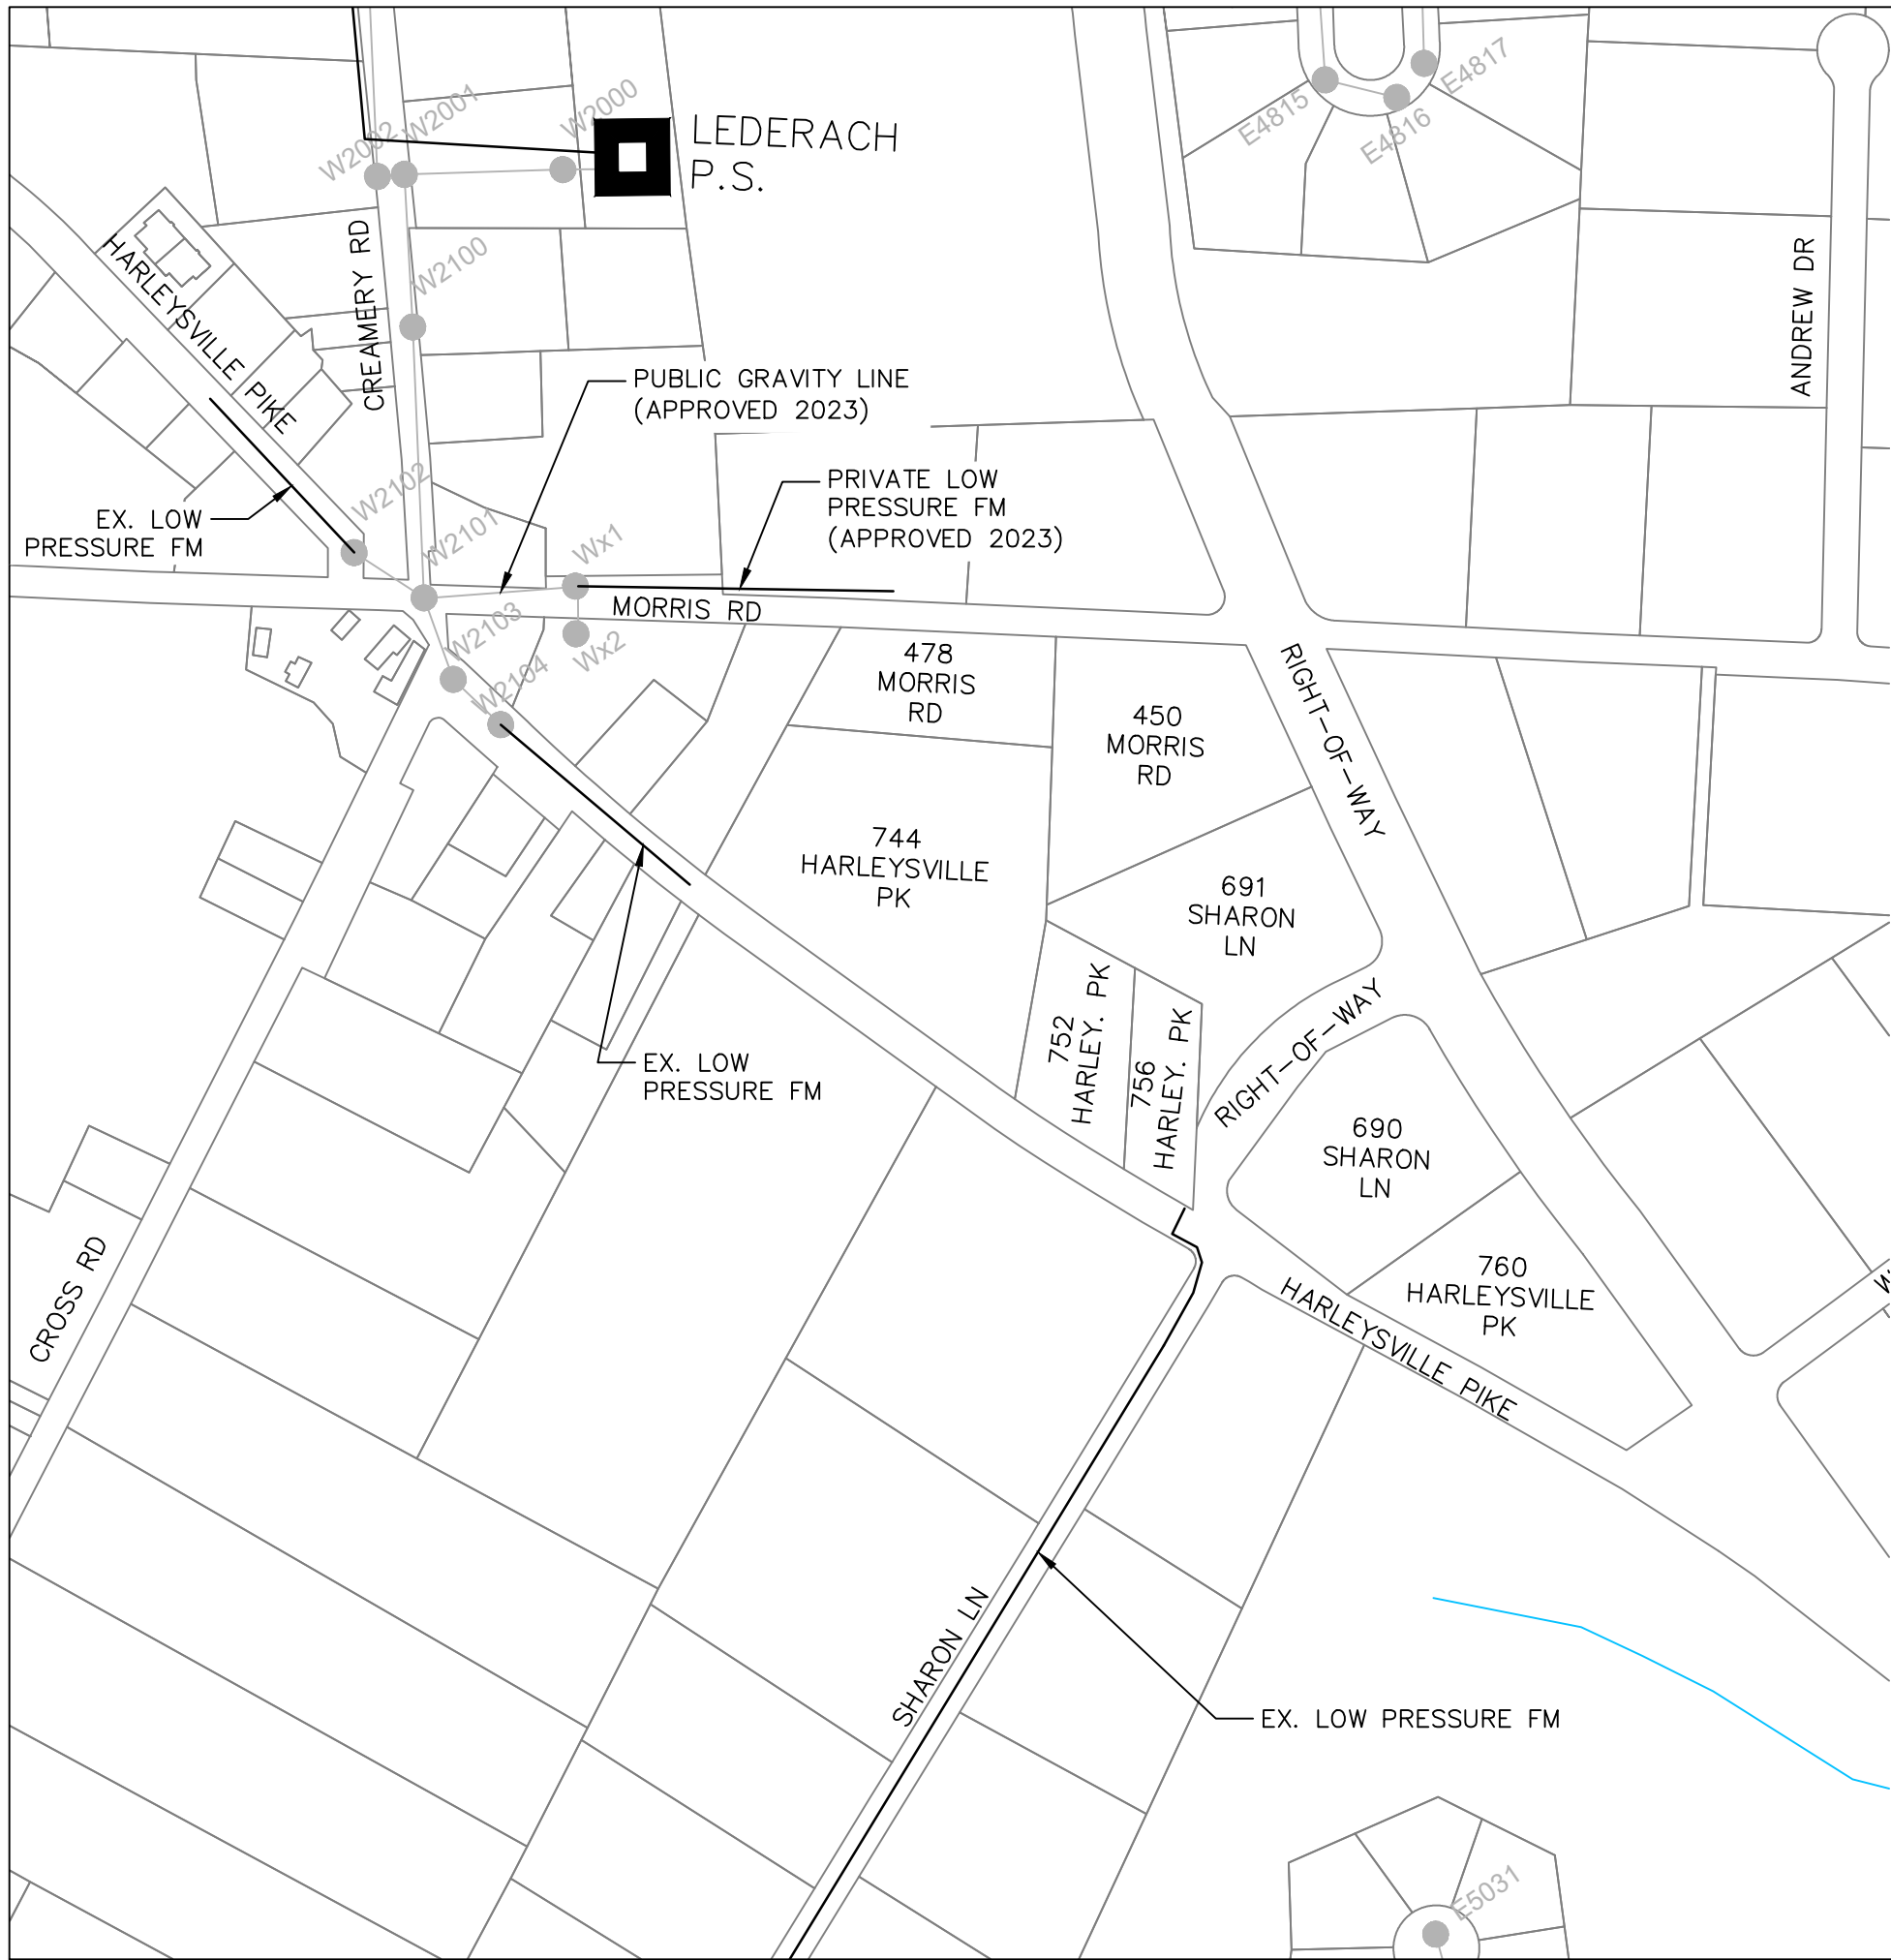 E4817
E4815
E4816
W2001
W2000
W2002
LEDERACH
P.S.
HARLEYSVILLE PIKE
CREAMERY RD
W2100
ANDREW DR
PUBLIC GRAVITY LINE
(APPROVED 2023)
PRIVATE LOW
PRESSURE FM
(APPROVED 2023)
EX. LOW
PRESSURE FM
W2102
W2101
Wx1
MORRIS RD
W2103
Wx2
W2104
478
MORRIS
RD
450
MORRIS
RD
RIGHT-OF-WAY
744
HARLEYSVILLE
PK
691
SHARON
LN
752
HARLEY. PK
756
HARLEY. PK
RIGHT-OF-WAY
EX. LOW
PRESSURE FM
690
SHARON
LN
760
HARLEYSVILLE
PK
CROSS RD
HARLEYSVILLE PIKE
SHARON LN
EX. LOW PRESSURE FM
E5031